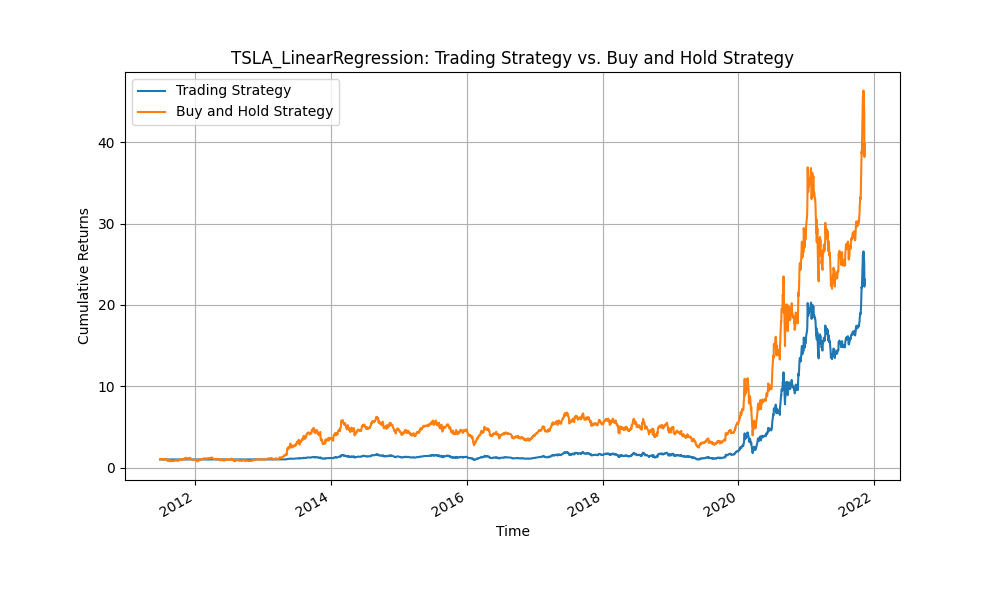 TSLA_LinearRegression: Trading Strategy vs. Buy and Hold Strategy
Trading Strategy
Buy and Hold Strategy
Cumulative Returns
40
30
20
10
0
2012
2014
2016
2018
2020
2022
Time